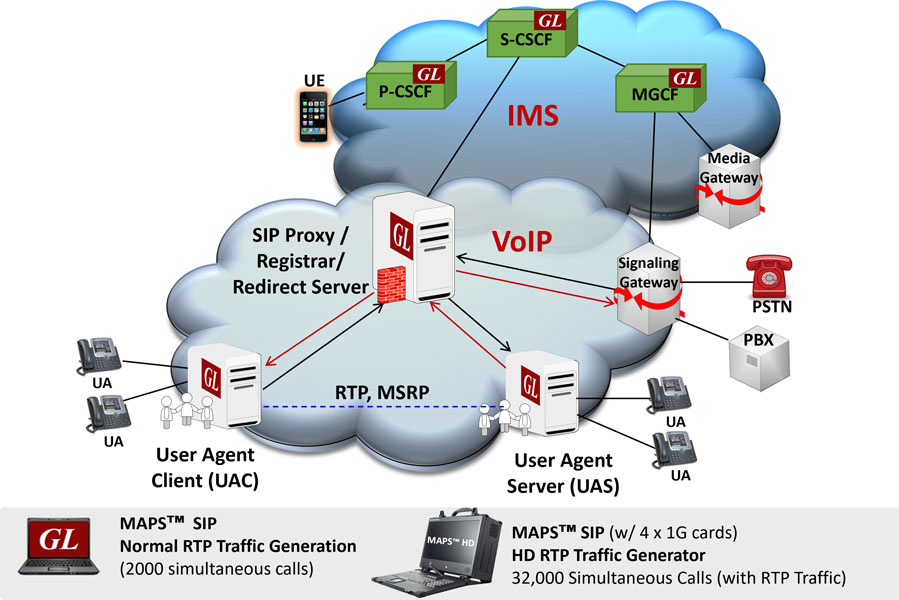 GL
S-CSCF
UE
GL
P-CSCF
GL
MGCF
IMS
Media
Gateway
SIP Proxy /
Registrar/
Redirect Server
GL
VoIP
Signaling
Gateway
PSTN
PBX
UA
UA
GL
RTP, MSRP
GL
UA
UA
User Agent
Client (UAC)
User Agent
Server (UAS)
GL
MAPS™ SIP
Normal RTP Traffic Generation
(2000 simultaneous calls)
MAPS™ HD
MAPS™ SIP (w/ 4 x 1G cards)
HD RTP Traffic Generator
32,000 Simultaneous Calls (with RTP Traffic)